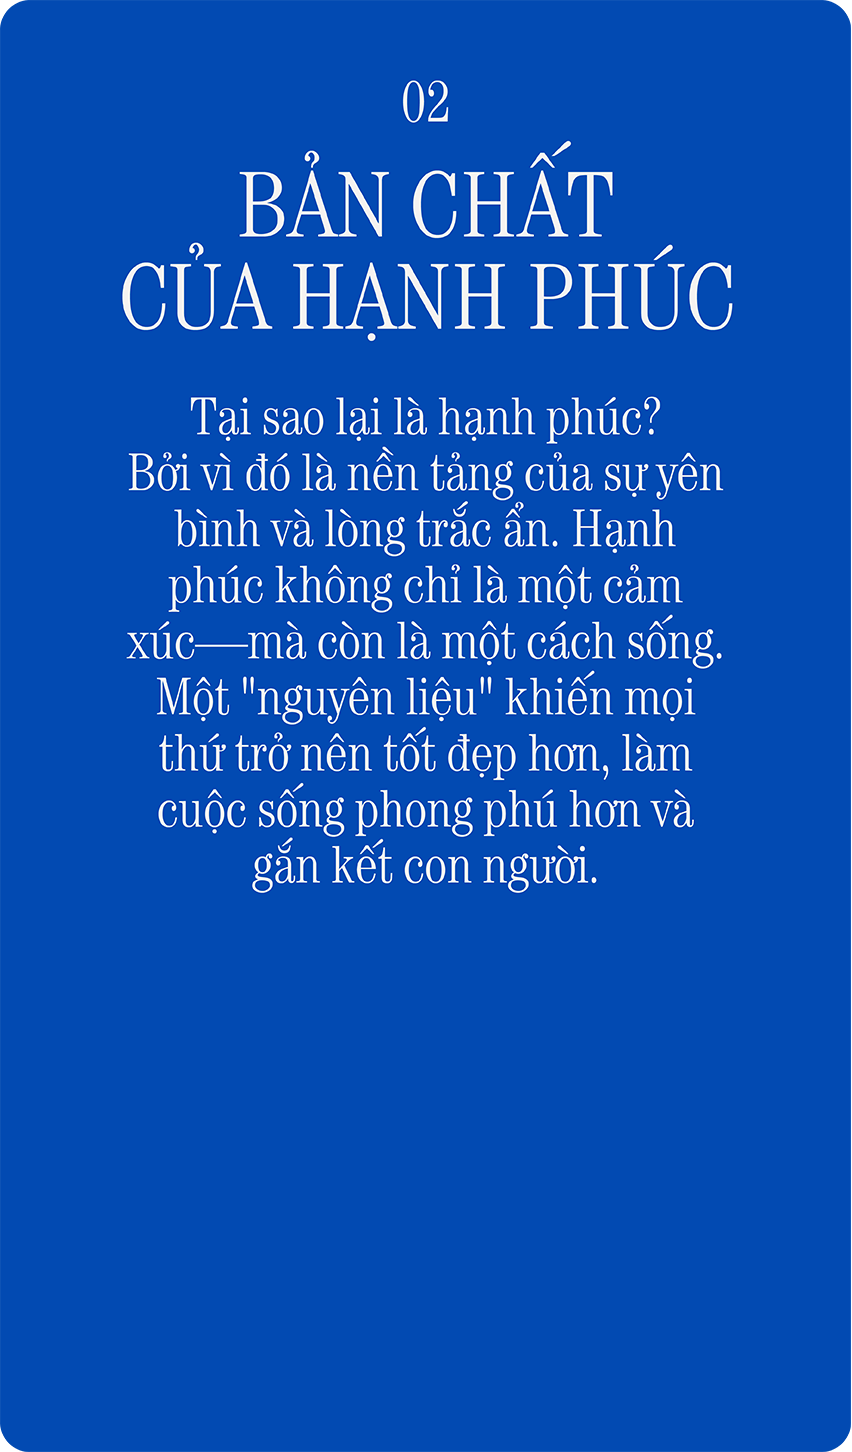 02
BẢN CHẤT
CỦA HẠNH PHÚC
Tại sao lại là hạnh phúc?
Bởi vì đó là nền tảng của sự yên
bình và lòng trắc ẩn. Hạnh
phúc không chỉ là một cảm
xúc—mà còn là một cách sống.
Một "nguyên liệu" khiến mọi
thứ trở nên tốt đẹp hơn, làm
cuộc sống phong phú hơn và
gắn kết con người.